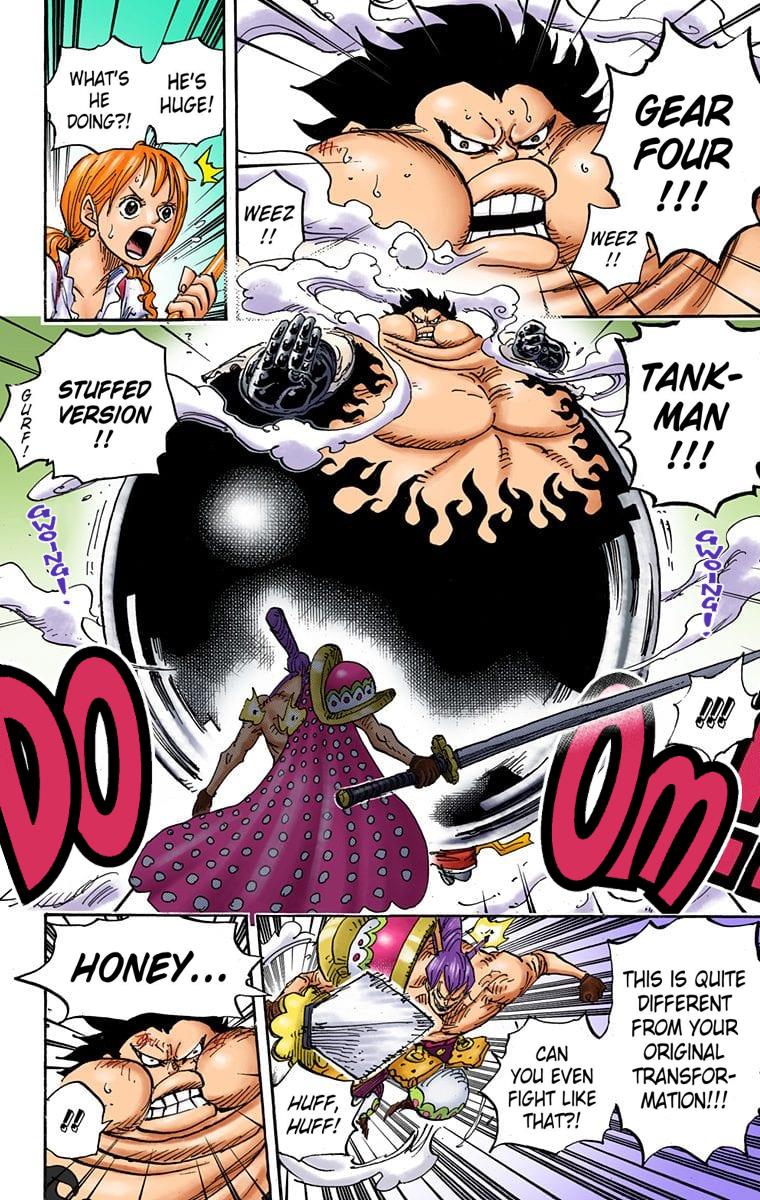 GEAR
FOUR
!!!
WEEZ
!!
WEEZ
!!
HE'S
HUGE!
WHAT'S
HE
DOING?!
TANK-
MAN
!!!
STUFFED
VERSION
!!
GURF!
GWOING!
GWOING!
!!!
DO
Om!!
THIS IS QUITE
DIFFERENT
FROM YOUR
ORIGINAL
TRANSFOR-
MATION!!!
CAN
YOU EVEN
FIGHT LIKE
THAT?!
HUFF,
HUFF!
HONEY...
!!